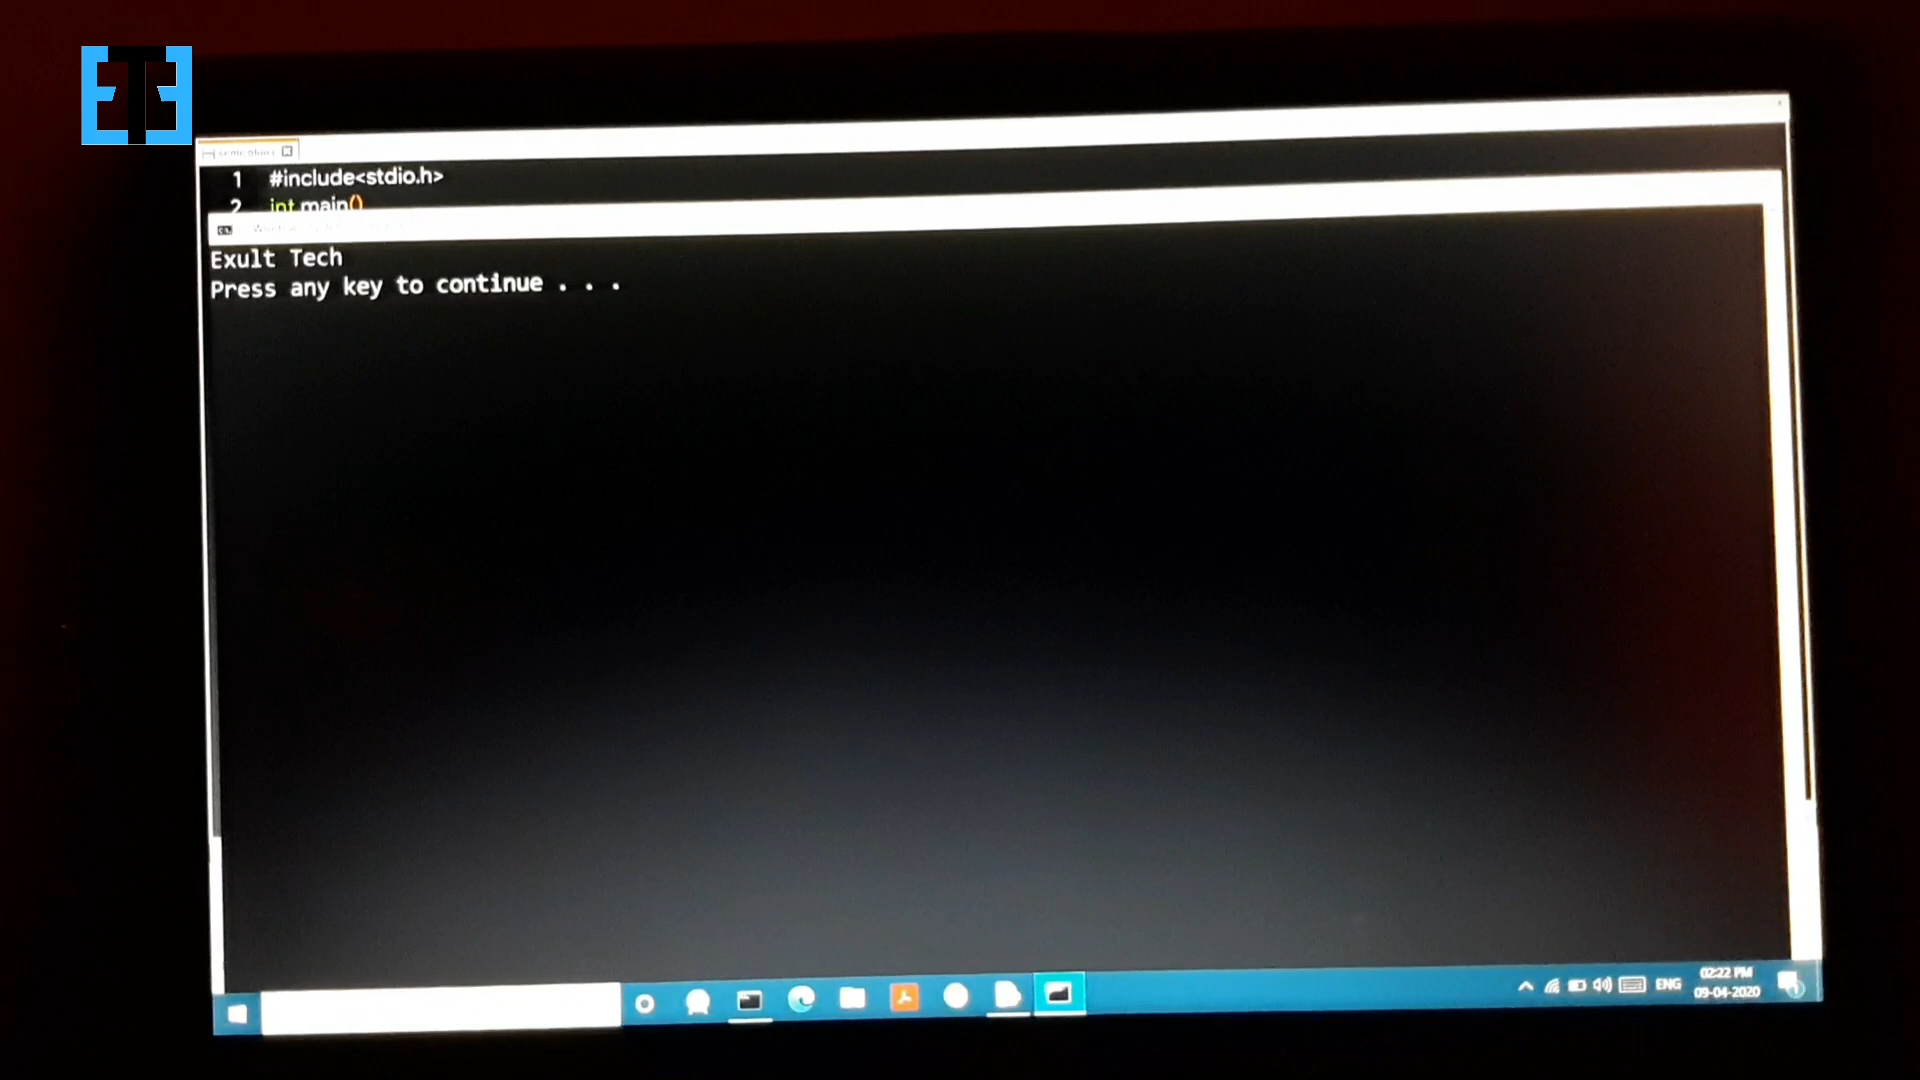 1 #include<stdio.h>
2 int main()
Exult Tech
Press any key to continue . . .
ENG
02:22 PM
09-04-2020